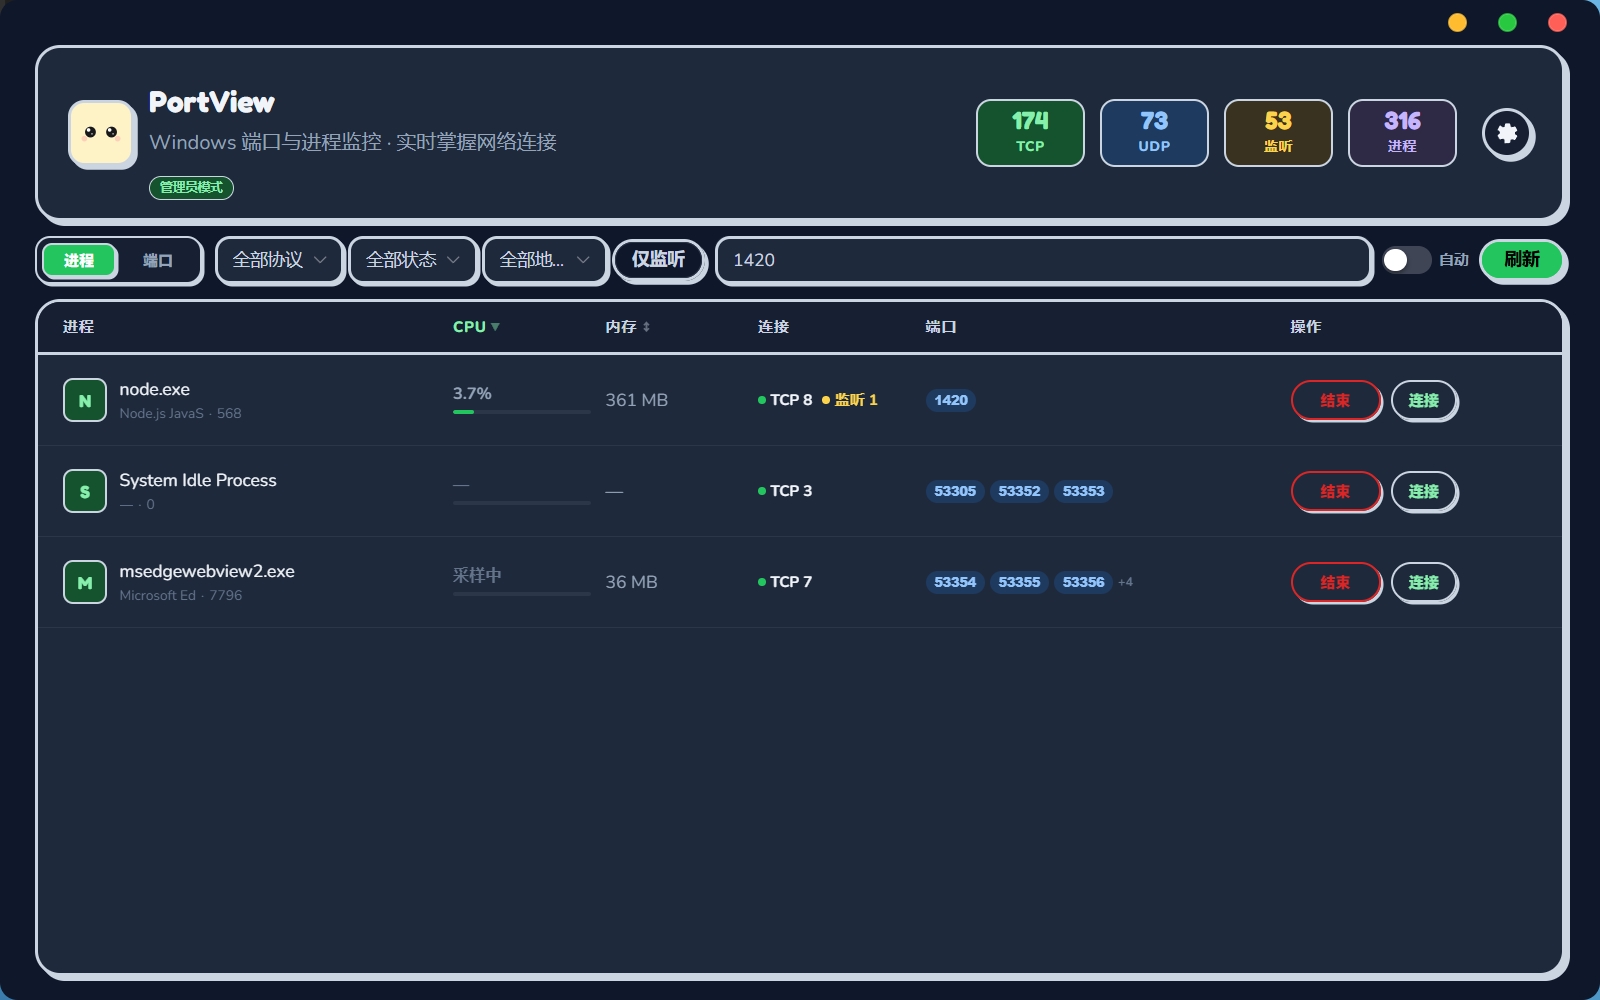 PortView
Windows 端口与进程监控 · 实时掌握网络连接
管理员模式
174
TCP
73
UDP
53
监听
316
进程
进程 端口 全部协议 全部状态 全部地... 仅监听 1420 自动 刷新
进程 CPU 内存 连接 端口 操作
N node.exe
Node.js JavaS · 568
3.7% 361 MB TCP 8 监听 1 1420 结束 连接
S System Idle Process
— · 0
— — TCP 3 53305 53352 53353 结束 连接
M msedgewebview2.exe
Microsoft Ed · 7796
采样中 36 MB TCP 7 53354 53355 53356 +4 结束 连接